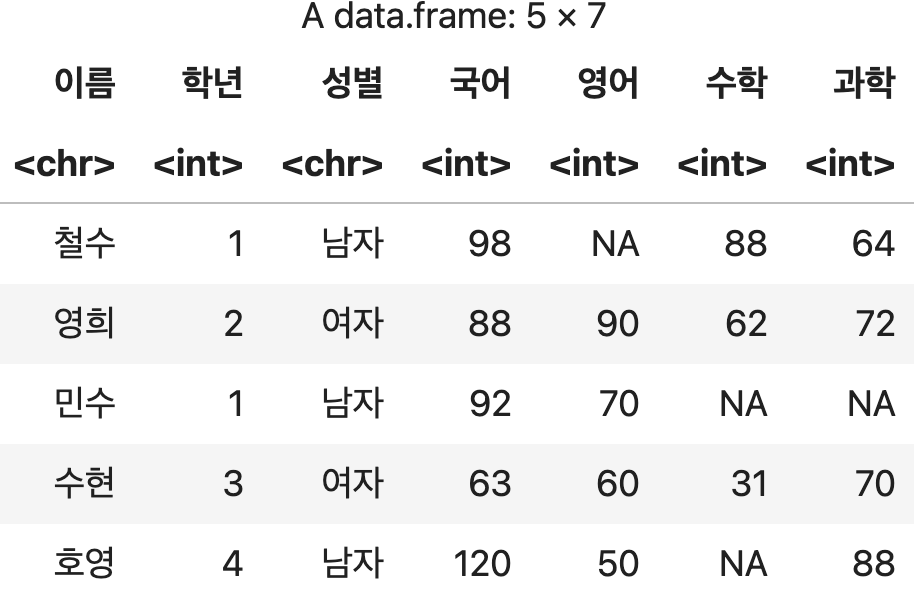 A data.frame: 5 × 7
이름 학년 성별 국어 영어 수학 과학
<chr> <int> <chr> <int> <int> <int> <int>
철수 1 남자 98 NA 88 64
영희 2 여자 88 90 62 72
민수 1 남자 92 70 NA NA
수현 3 여자 63 60 31 70
호영 4 남자 120 50 NA 88